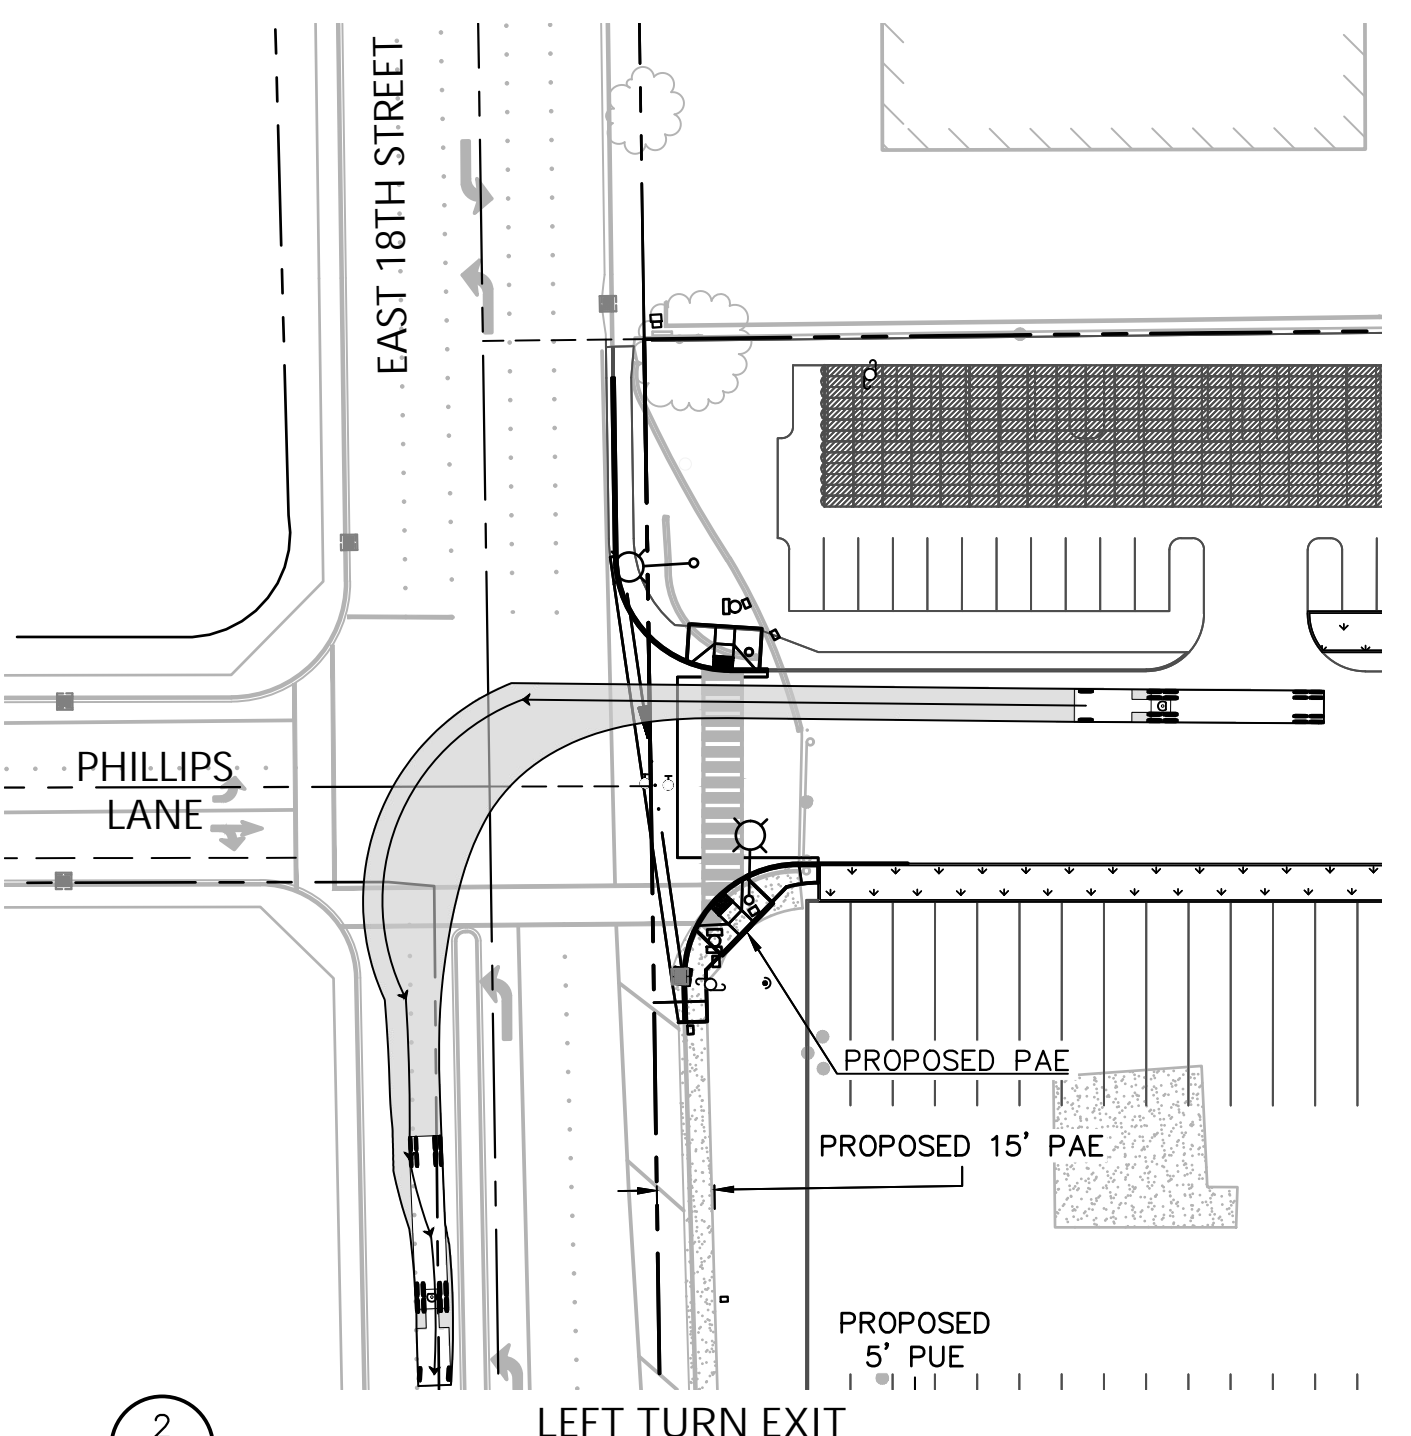 EAST 18TH STREET
PHILLIPS
LANE
PROPOSED PAE
PROPOSED 15' PAE
PROPOSED
5' PUE
2
LEFT TURN EXIT